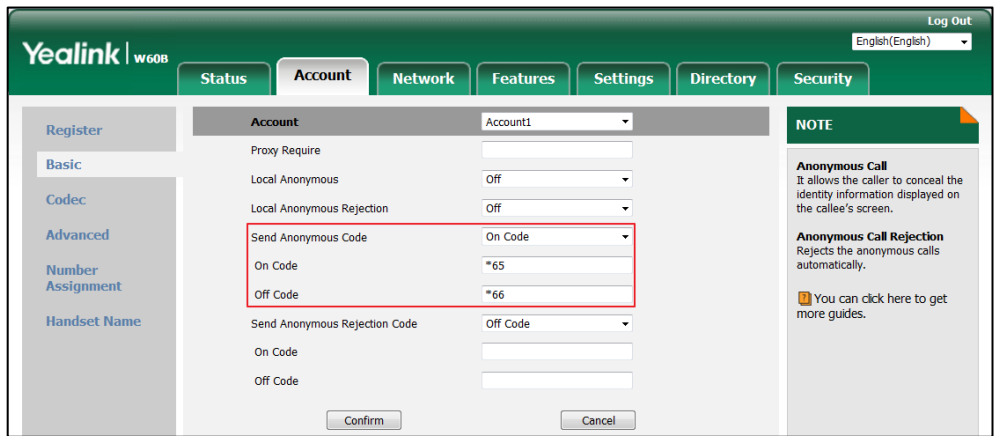 Log Out
Yealink W60B
English(English)
Status Account Network Features Settings Directory Security
Register
Basic
Codec
Advanced
Number
Assignment
Handset Name
Account Account1
Proxy Require
Local Anonymous Off
Local Anonymous Rejection Off
Send Anonymous Code On Code
On Code *65
Off Code *66
Send Anonymous Rejection Code Off Code
On Code
Off Code
Confirm Cancel
NOTE
Anonymous Call
It allows the caller to conceal the
identity information displayed on
the callee's screen.
Anonymous Call Rejection
Rejects the anonymous calls
automatically.
You can click here to get
more guides.